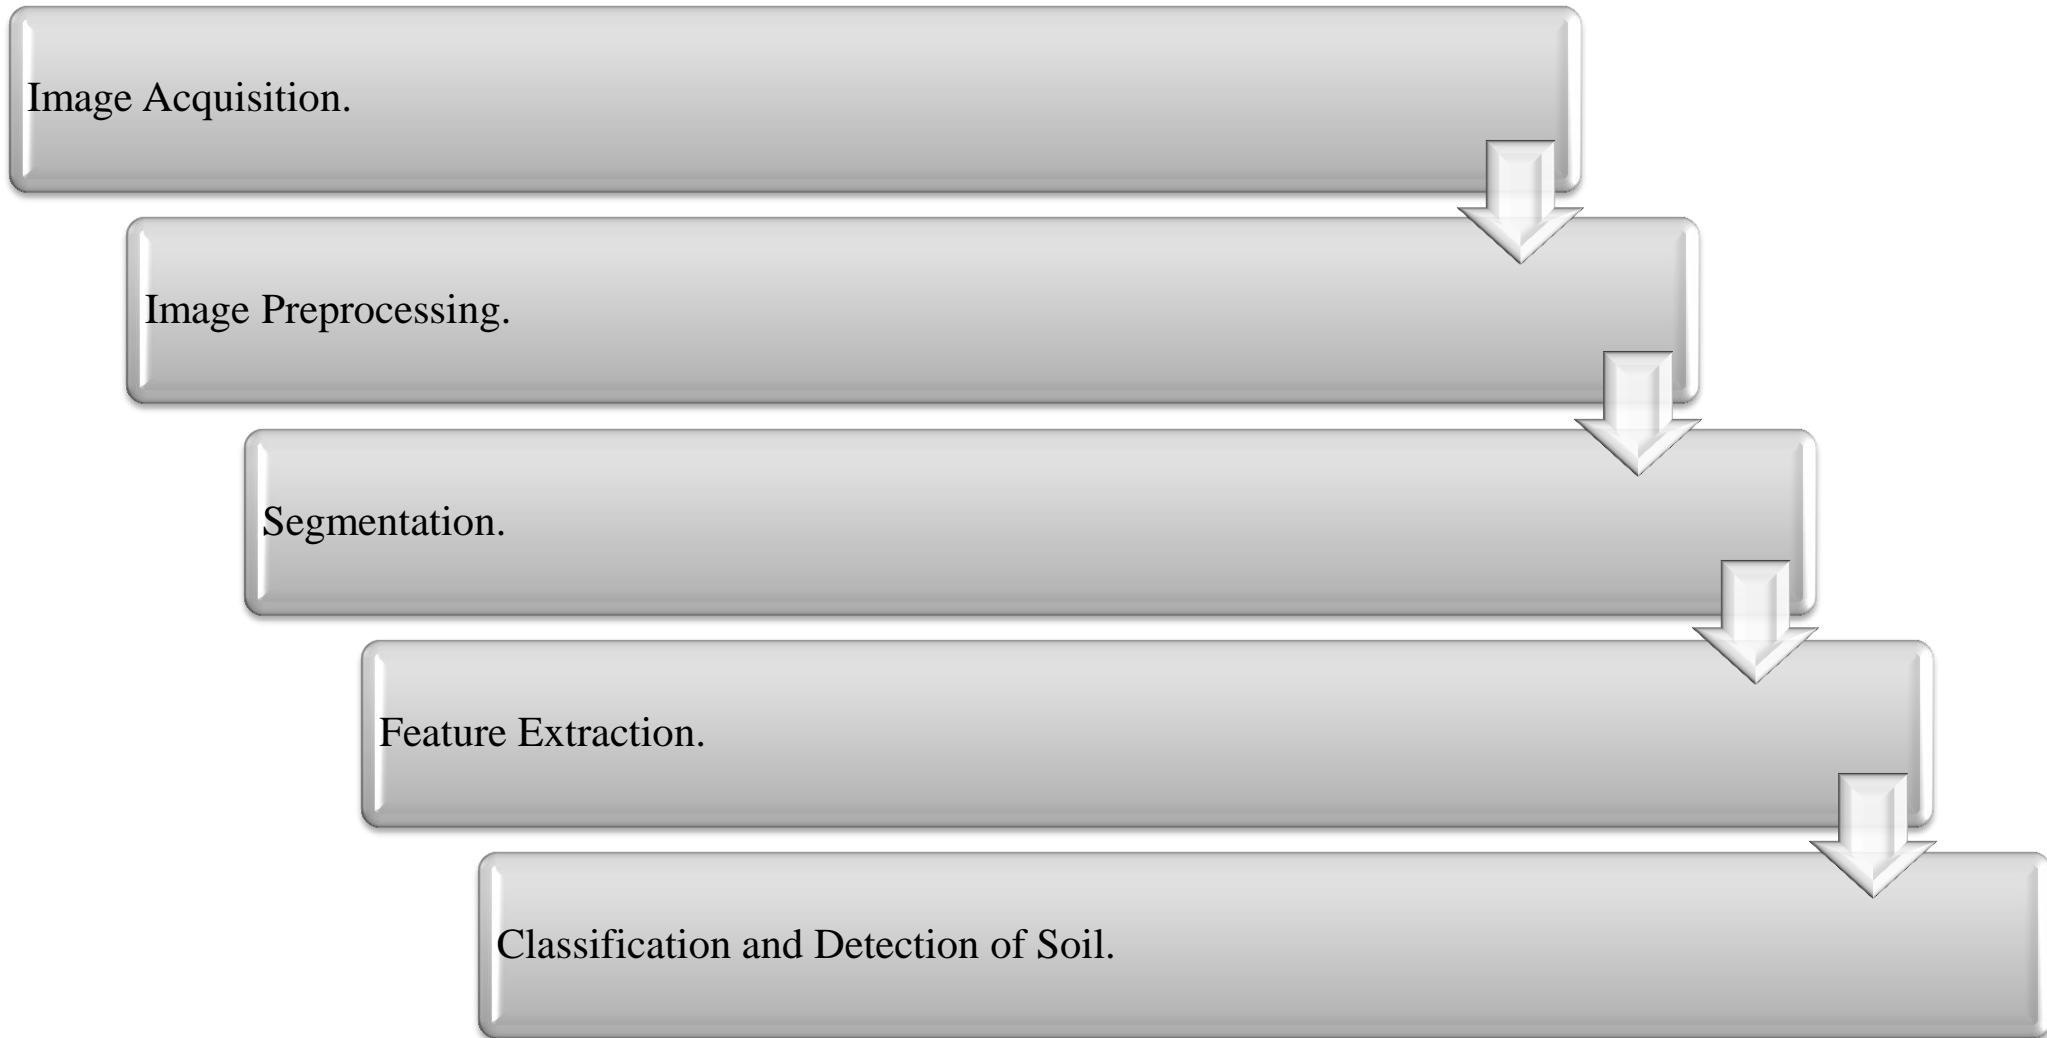 Image Acquisition.
Image Preprocessing.
Segmentation.
Feature Extraction.
Classification and Detection of Soil.